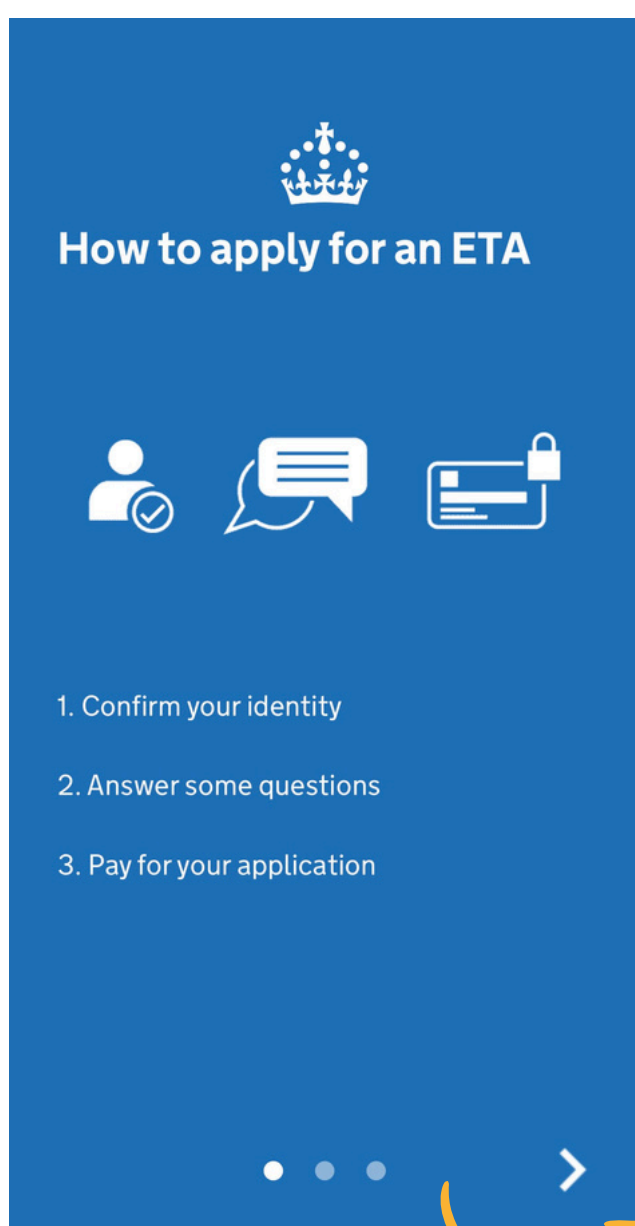 How to apply for an ETA
1. Confirm your identity
2. Answer some questions
3. Pay for your application